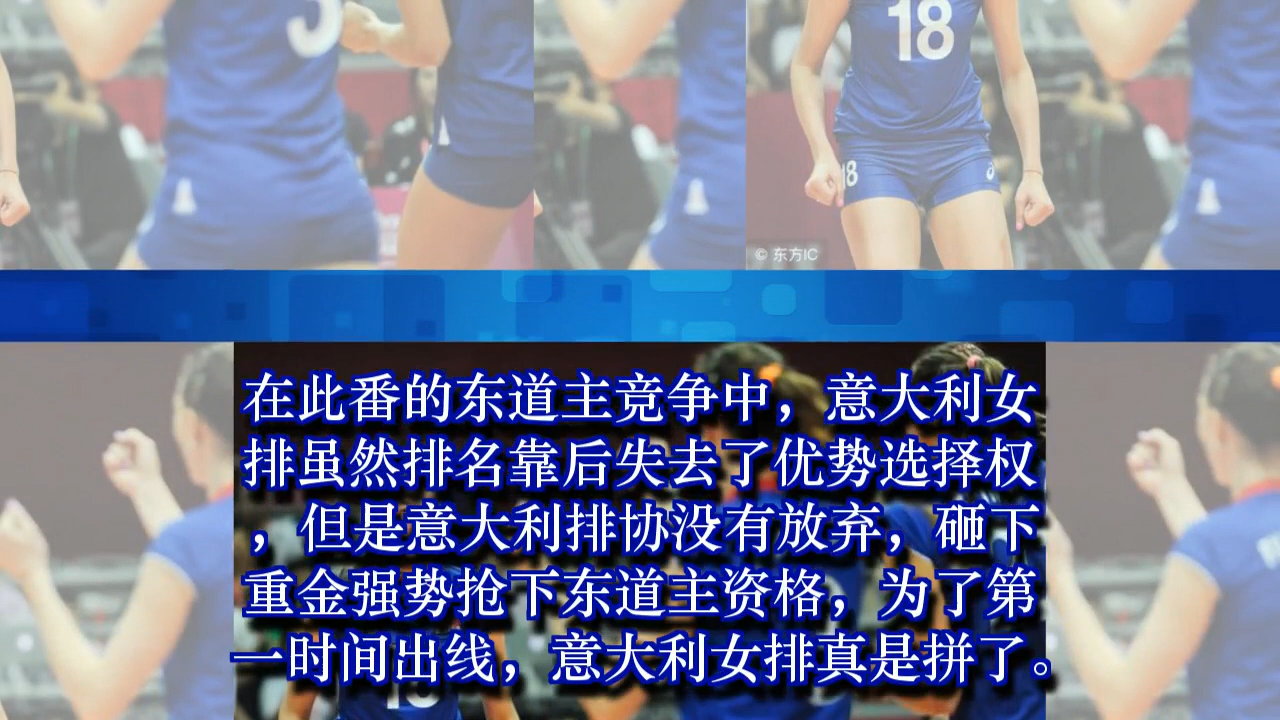 3
18
18
© 东方IC
在此番的东道主竞争中，意大利女
排虽然排名靠后失去了优势选择权
，但是意大利排协没有放弃，砸下
重金强势抢下东道主资格，为了第
一时间出线，意大利女排真是拼了。